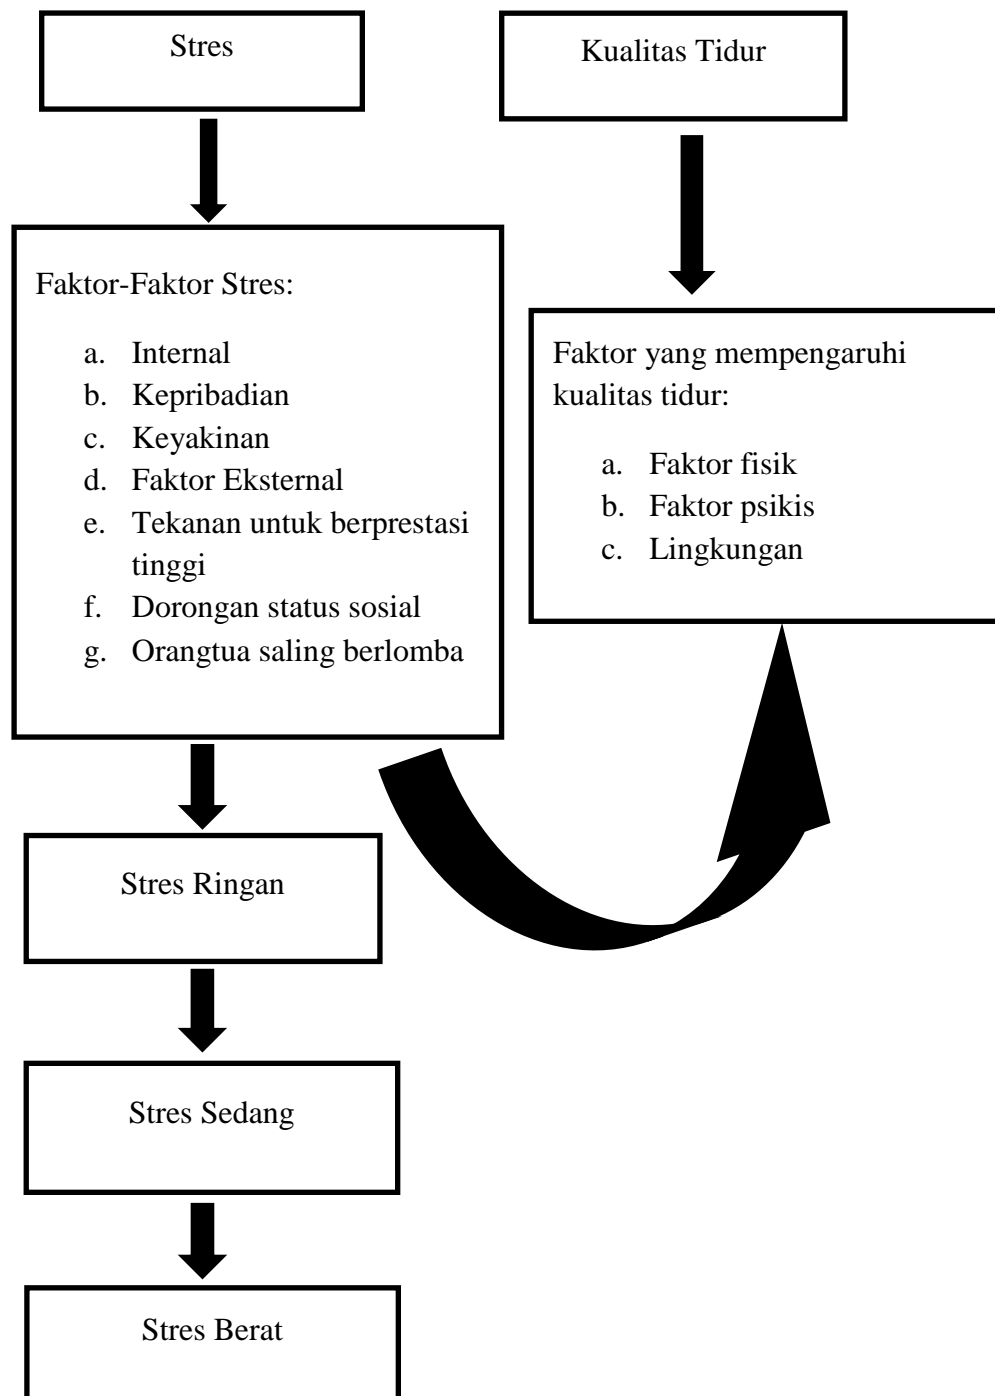 Stres
Kualitas Tidur
Faktor-Faktor Stres:
a. Internal
b. Kepribadian
c. Keyakinan
d. Faktor Eksternal
e. Tekanan untuk berprestasi
tinggi
f. Dorongan status sosial
g. Orangtua saling berlomba
Faktor yang mempengaruhi
kualitas tidur:
a. Faktor fisik
b. Faktor psikis
c. Lingkungan
Stres Ringan
Stres Sedang
Stres Berat